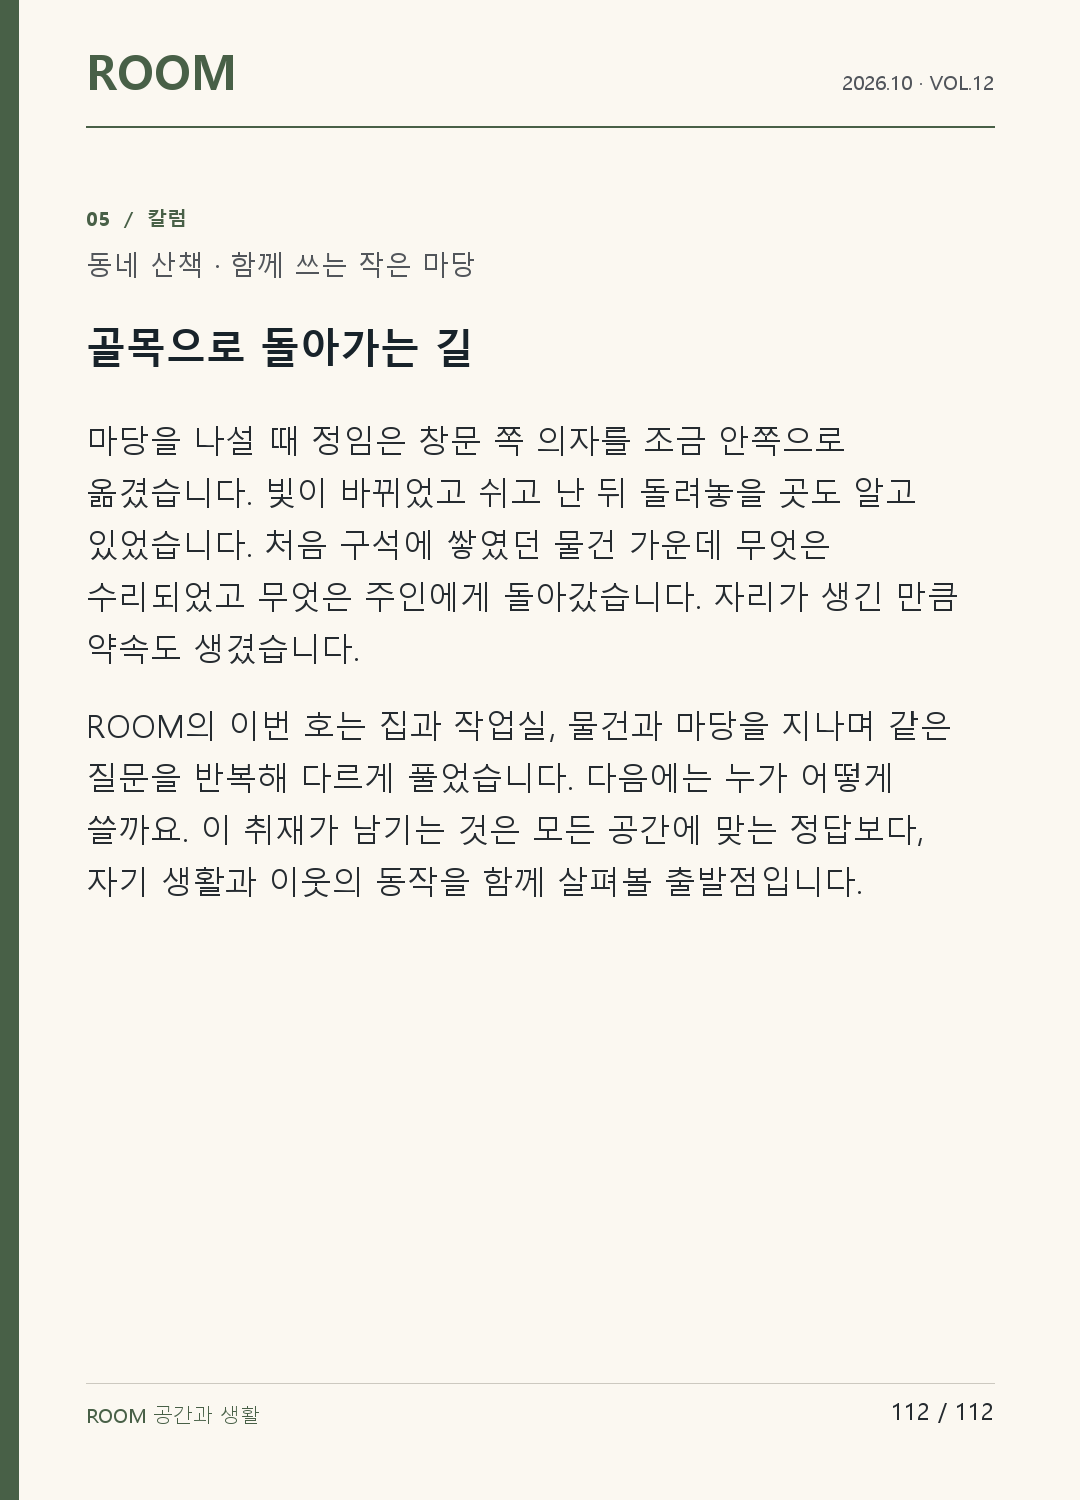 ROOM
2026.10 · VOL.12
05 / 칼럼
동네 산책 · 함께 쓰는 작은 마당
골목으로 돌아가는 길
마당을 나설 때 정임은 창문 쪽 의자를 조금 안쪽으로
옮겼습니다. 빛이 바뀌었고 쉬고 난 뒤 돌려놓을 곳도 알고
있었습니다. 처음 구석에 쌓였던 물건 가운데 무엇은
수리되었고 무엇은 주인에게 돌아갔습니다. 자리가 생긴 만큼
약속도 생겼습니다.
ROOM의 이번 호는 집과 작업실, 물건과 마당을 지나며 같은
질문을 반복해 다르게 풀었습니다. 다음에는 누가 어떻게
쓸까요. 이 취재가 남기는 것은 모든 공간에 맞는 정답보다,
자기 생활과 이웃의 동작을 함께 살펴볼 출발점입니다.
ROOM 공간과 생활
112 / 112